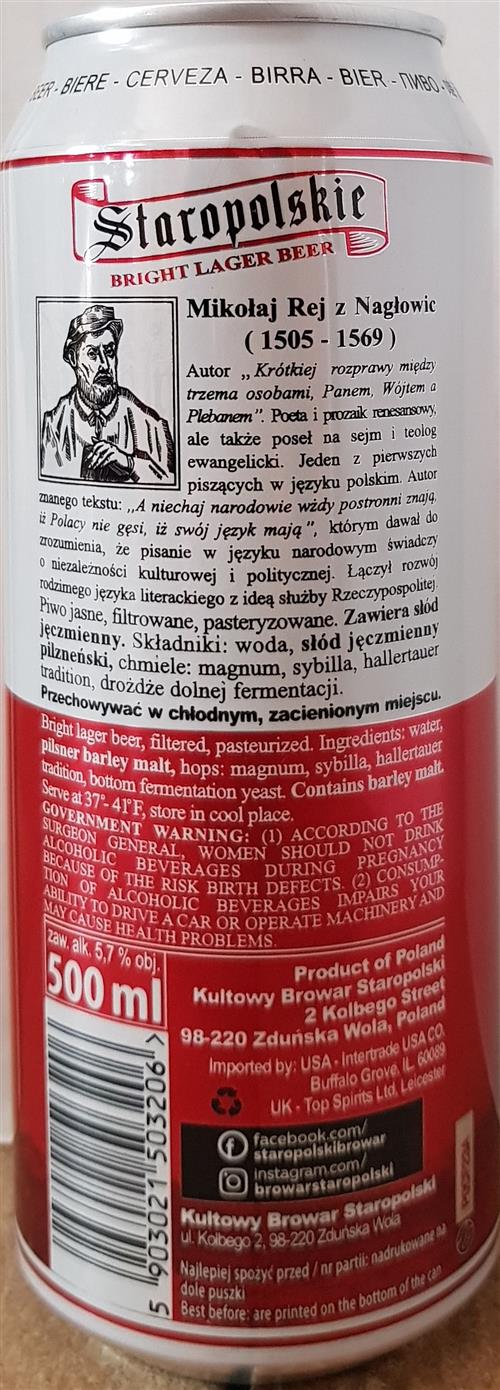 BEER - BIERE - CERVEZA - BIRRA - BIER - ПИВО -
Staropolskie
BRIGHT LAGER BEER
Mikołaj Rej z Nagłowic
( 1505 - 1569 )
Autor „Krótkiej rozprawy między
trzema osobami, Panem, Wójtem a
Plebanem”. Poeta i prozaik renesansowy,
ale także poseł na sejm i teolog
ewangelicki. Jeden z pierwszych
piszących w języku polskim. Autor
znanego tekstu: „A niechaj narodowie wżdy postronni znają,
iż Polacy nie gęsi, iż swój język mają”, którym dawał do
zrozumienia, że pisanie w języku narodowym świadczy
o niezależności kulturowej i politycznej. Łączył rozwój
rodzimego języka literackiego z ideą służby Rzeczypospolitej.
Piwo jasne, filtrowane, pasteryzowane. Zawiera słód
jęczmienny. Składniki: woda, słód jęczmienny
pilzneński, chmiele: magnum, sybilla, hallertauer
tradition, drożdże dolnej fermentacji.
Przechowywać w chłodnym, zacienionym miejscu.
Bright lager beer, filtered, pasteurized. Ingredients: water,
pilsner barley malt, hops: magnum, sybilla, hallertauer
tradition, bottom fermentation yeast. Contains barley malt.
Serve at 37°- 41°F, store in cool place.
GOVERNMENT WARNING: (1) ACCORDING TO THE
SURGEON GENERAL, WOMEN SHOULD NOT DRINK
ALCOHOLIC BEVERAGES DURING PREGNANCY
BECAUSE OF THE RISK BIRTH DEFECTS. (2) CONSUMP-
TION OF ALCOHOLIC BEVERAGES IMPAIRS YOUR
ABILITY TO DRIVE A CAR OR OPERATE MACHINERY AND
MAY CAUSE HEALTH PROBLEMS.
zaw. alk. 5,7 % obj.
500 ml
Product of Poland
Kultowy Browar Staropolski
2 Kolbego Street
98-220 Zduńska Wola, Poland
Imported by: USA - Intertrade USA CO,
Buffalo Grove, IL 60089
UK - Top Spirits Ltd, Leicester
facebook.com/
staropolskibrowar
instagram.com/
browarstaropolski
5 903021 503206 >
Kultowy Browar Staropolski
ul. Kolbego 2, 98-220 Zduńska Wola
Najlepiej spożyć przed / nr partii: nadrukowane na
dole puszki
Best before: are printed on the bottom of the can